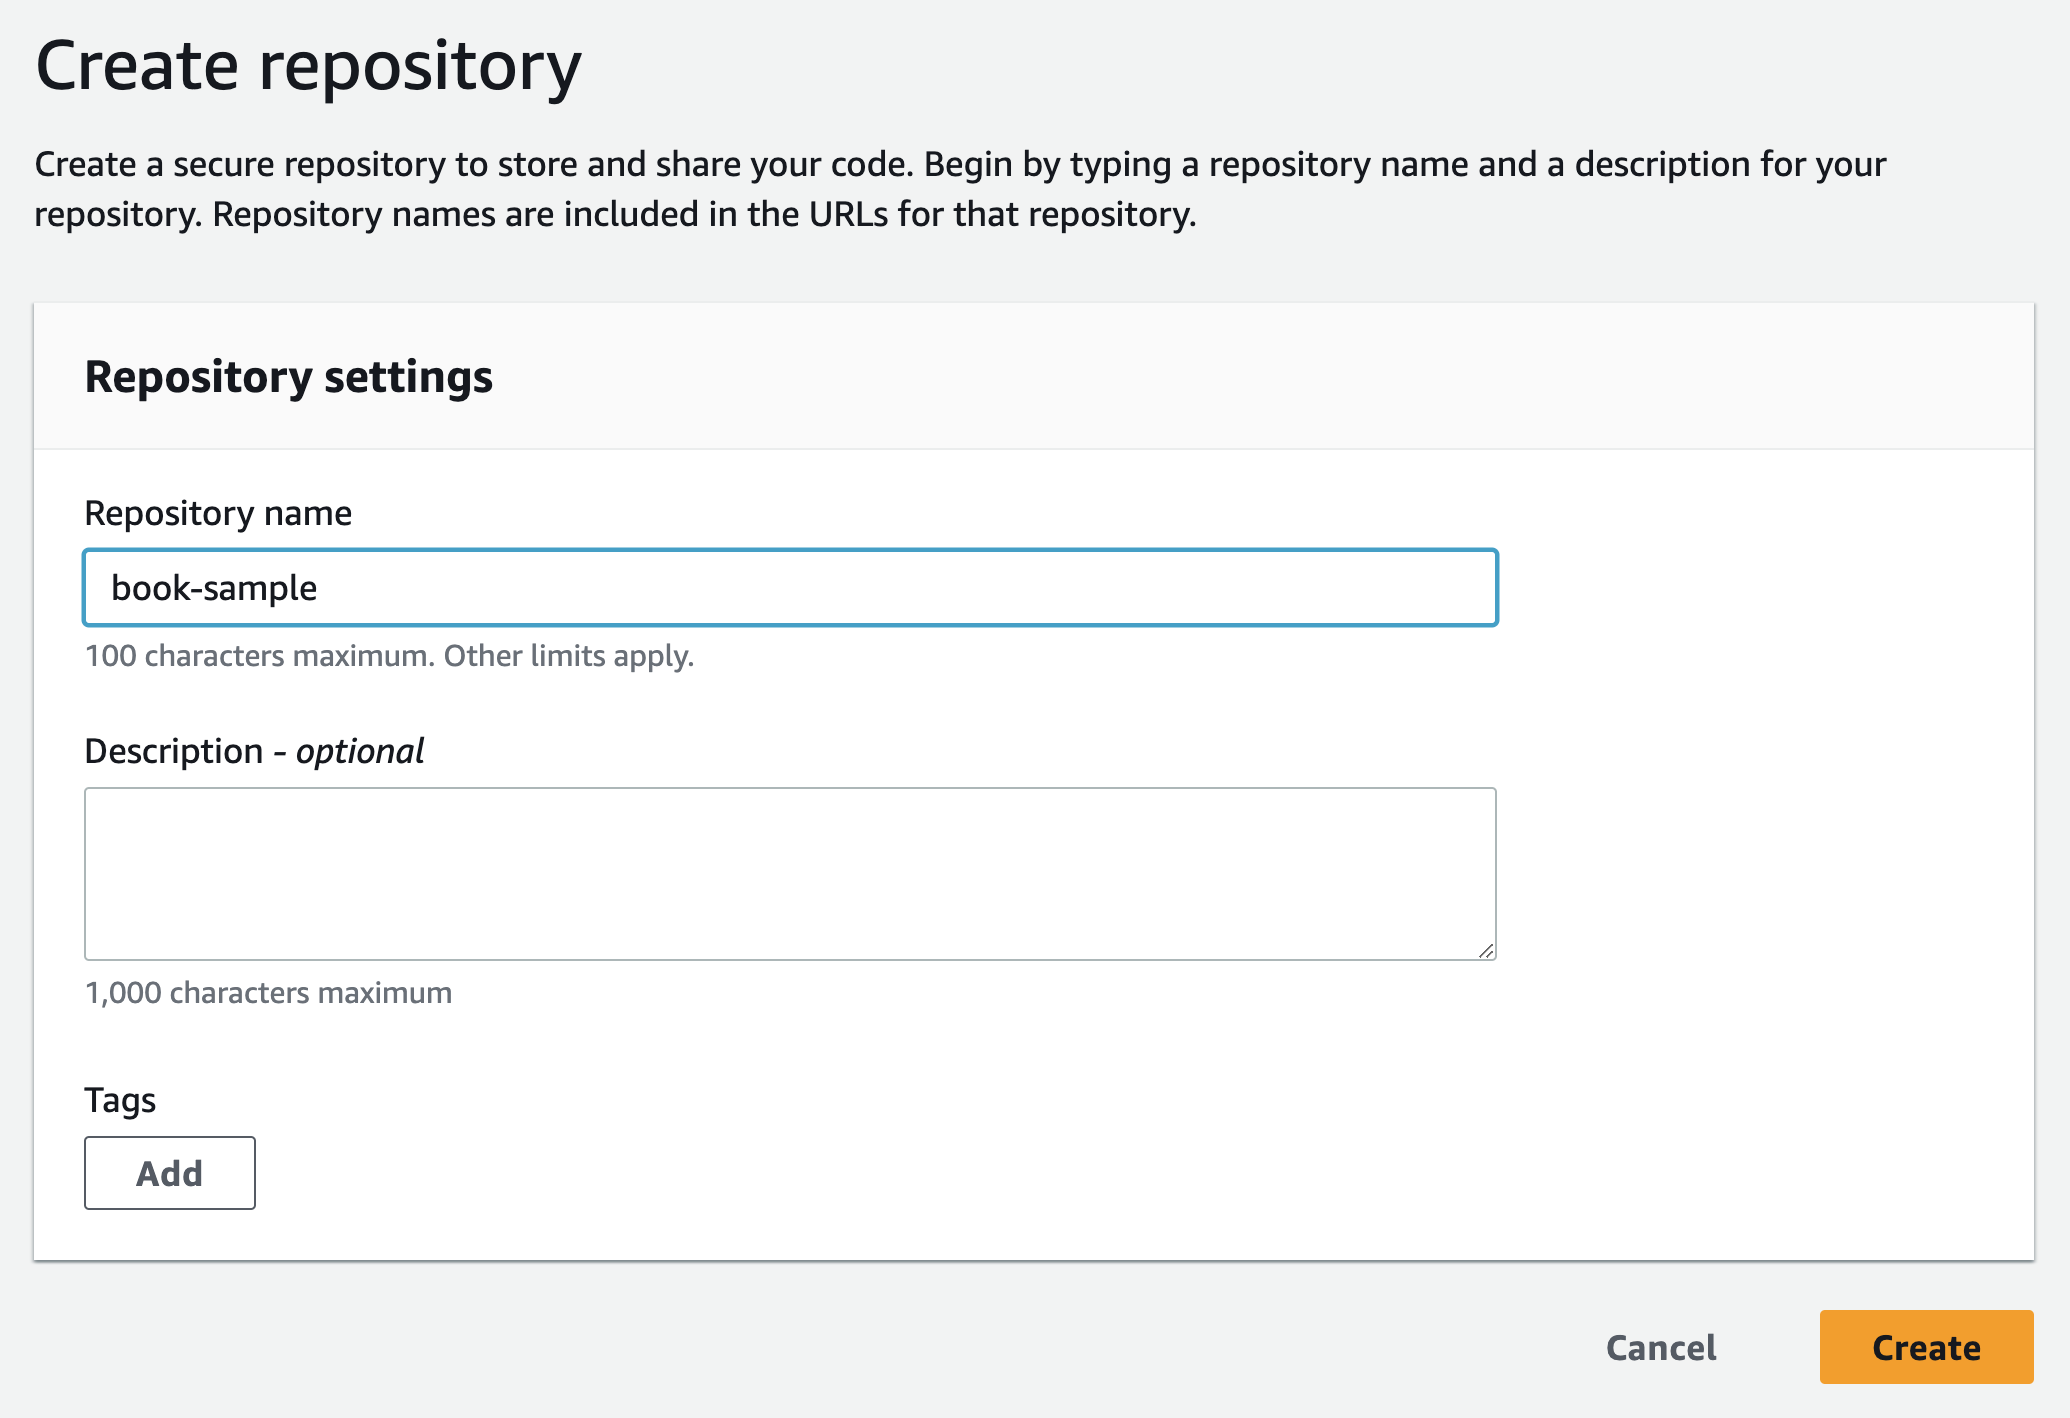 Create repository
Create a secure repository to store and share your code. Begin by typing a repository name and a description for your
repository. Repository names are included in the URLs for that repository.
Repository settings
Repository name
book-sample
100 characters maximum. Other limits apply.
Description - optional
1,000 characters maximum
Tags
Add
Cancel
Create